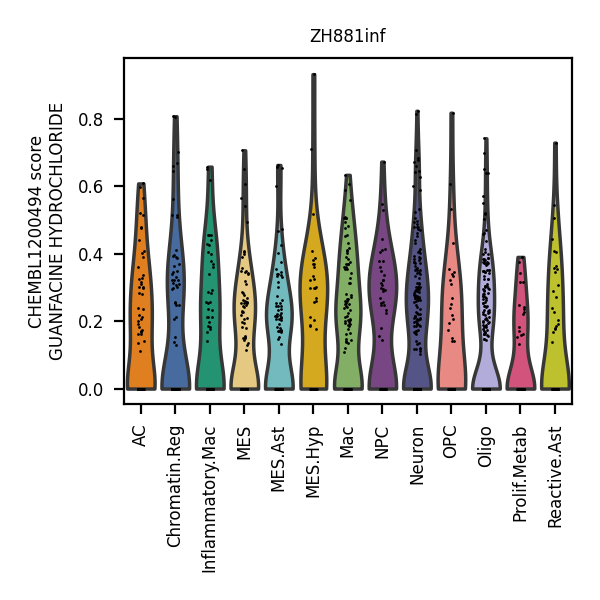 ZH881inf
CHEMBL1200494 score
GUANFACINE HYDROCHLORIDE
0.8
0.6
0.4
0.2
0.0
AC
Chromatin.Reg
Inflammatory.Mac
MES
MES.Ast
MES.Hyp
Mac
NPC
Neuron
OPC
Oligo
Prolif.Metab
Reactive.Ast